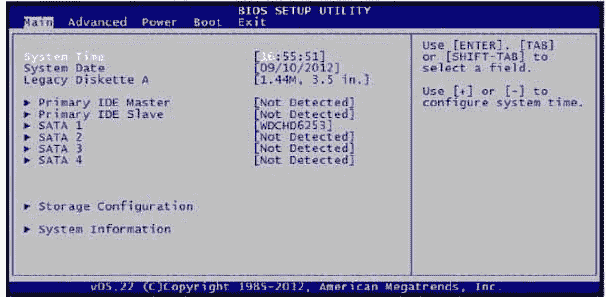 BIOS SETUP UTILITY
Main Advanced Power Boot Exit
System Time [16:55:51]
System Date [09/10/2012]
Legacy Diskette A [1.44M, 3.5 in.]
▶ Primary IDE Master [Not Detected]
▶ Primary IDE Slave [Not Detected]
▶ SATA 1 [WDCHD6253]
▶ SATA 2 [Not Detected]
▶ SATA 3 [Not Detected]
▶ SATA 4 [Not Detected]
▶ Storage Configuration
▶ System Information
Use [ENTER], [TAB]
or [SHIFT-TAB] to
select a field.
Use [+] or [-] to
configure system time.
v05.22 (C)Copyright 1985-2012, American Megatrends, Inc.